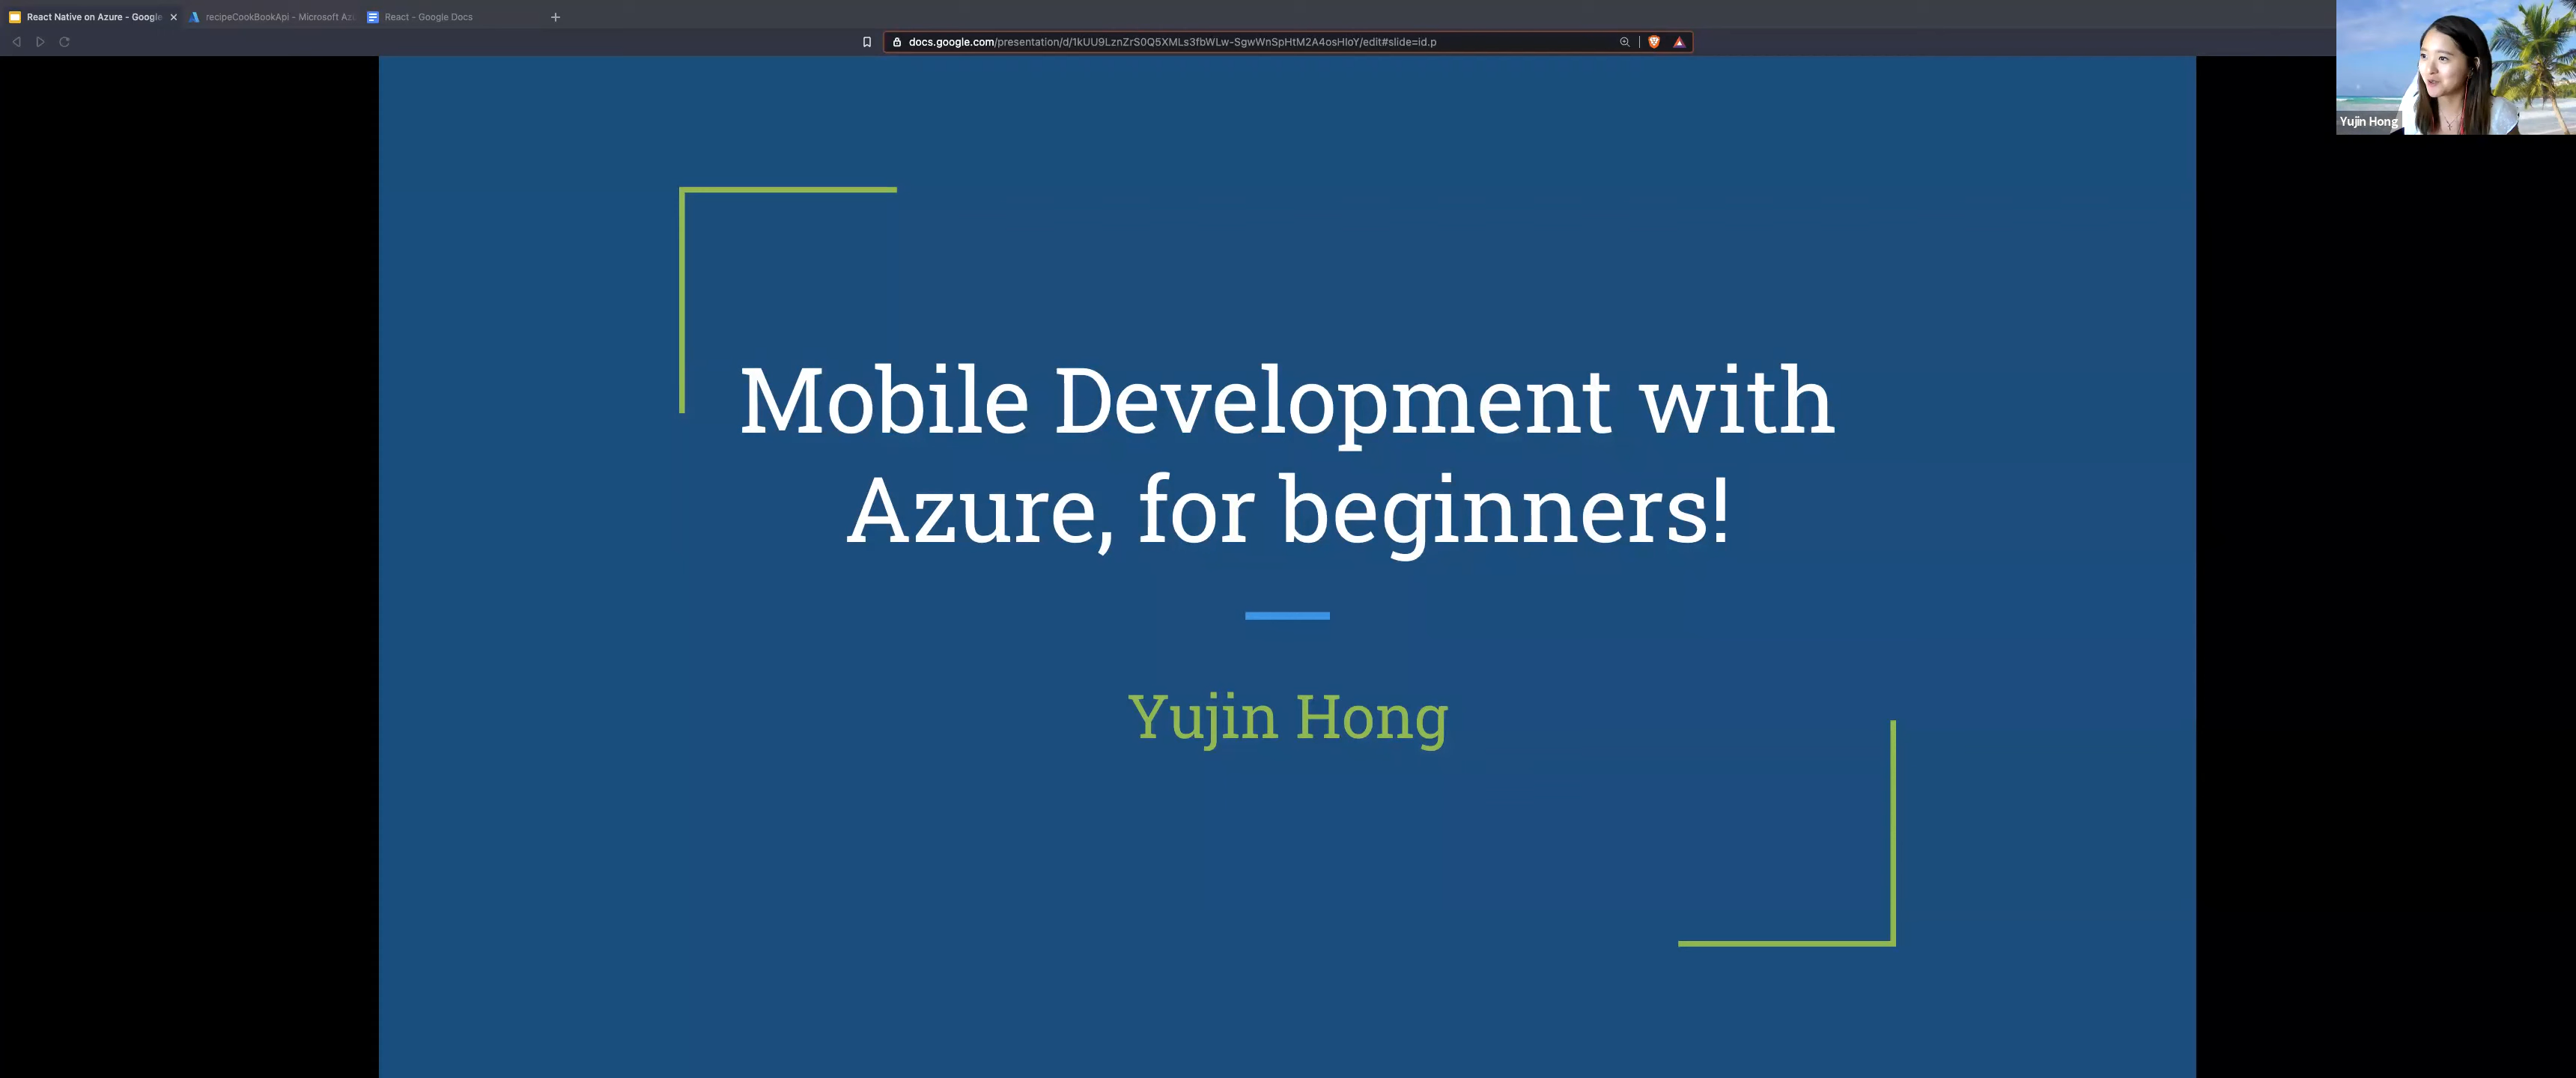 React Native on Azure - Google
recipeCookBookApi - Microsoft Az
React - Google Docs
docs.google.com/presentation/d/1kUU9LznZrS0Q5XMLs3fbWLw-SgwWnSpHtM2A4osHIoY/edit#slide=id.p
Yujin Hong
Mobile Development with
Azure, for beginners!
Yujin Hong